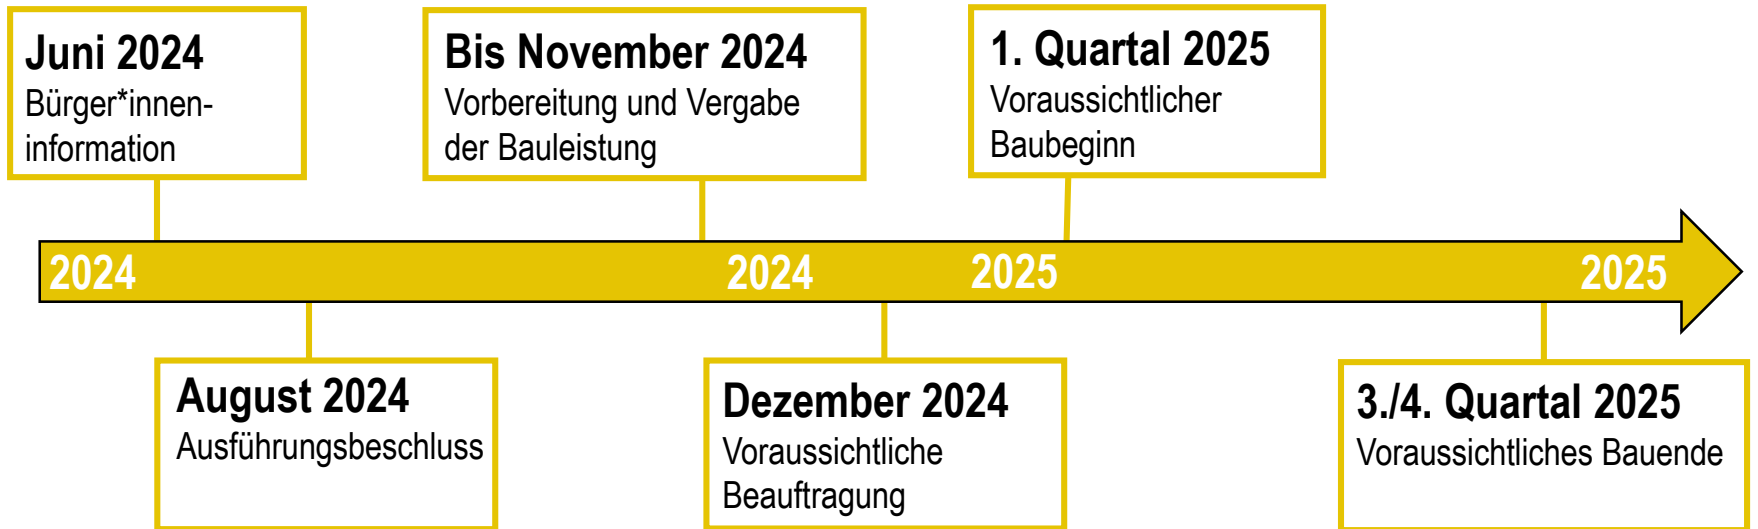 Juni 2024
Bürger*innen-
information
Bis November 2024
Vorbereitung und Vergabe
der Bauleistung
1. Quartal 2025
Voraussichtlicher
Baubeginn
2024
2024
2025
2025
August 2024
Ausführungsbeschluss
Dezember 2024
Voraussichtliche
Beauftragung
3./4. Quartal 2025
Voraussichtliches Bauende